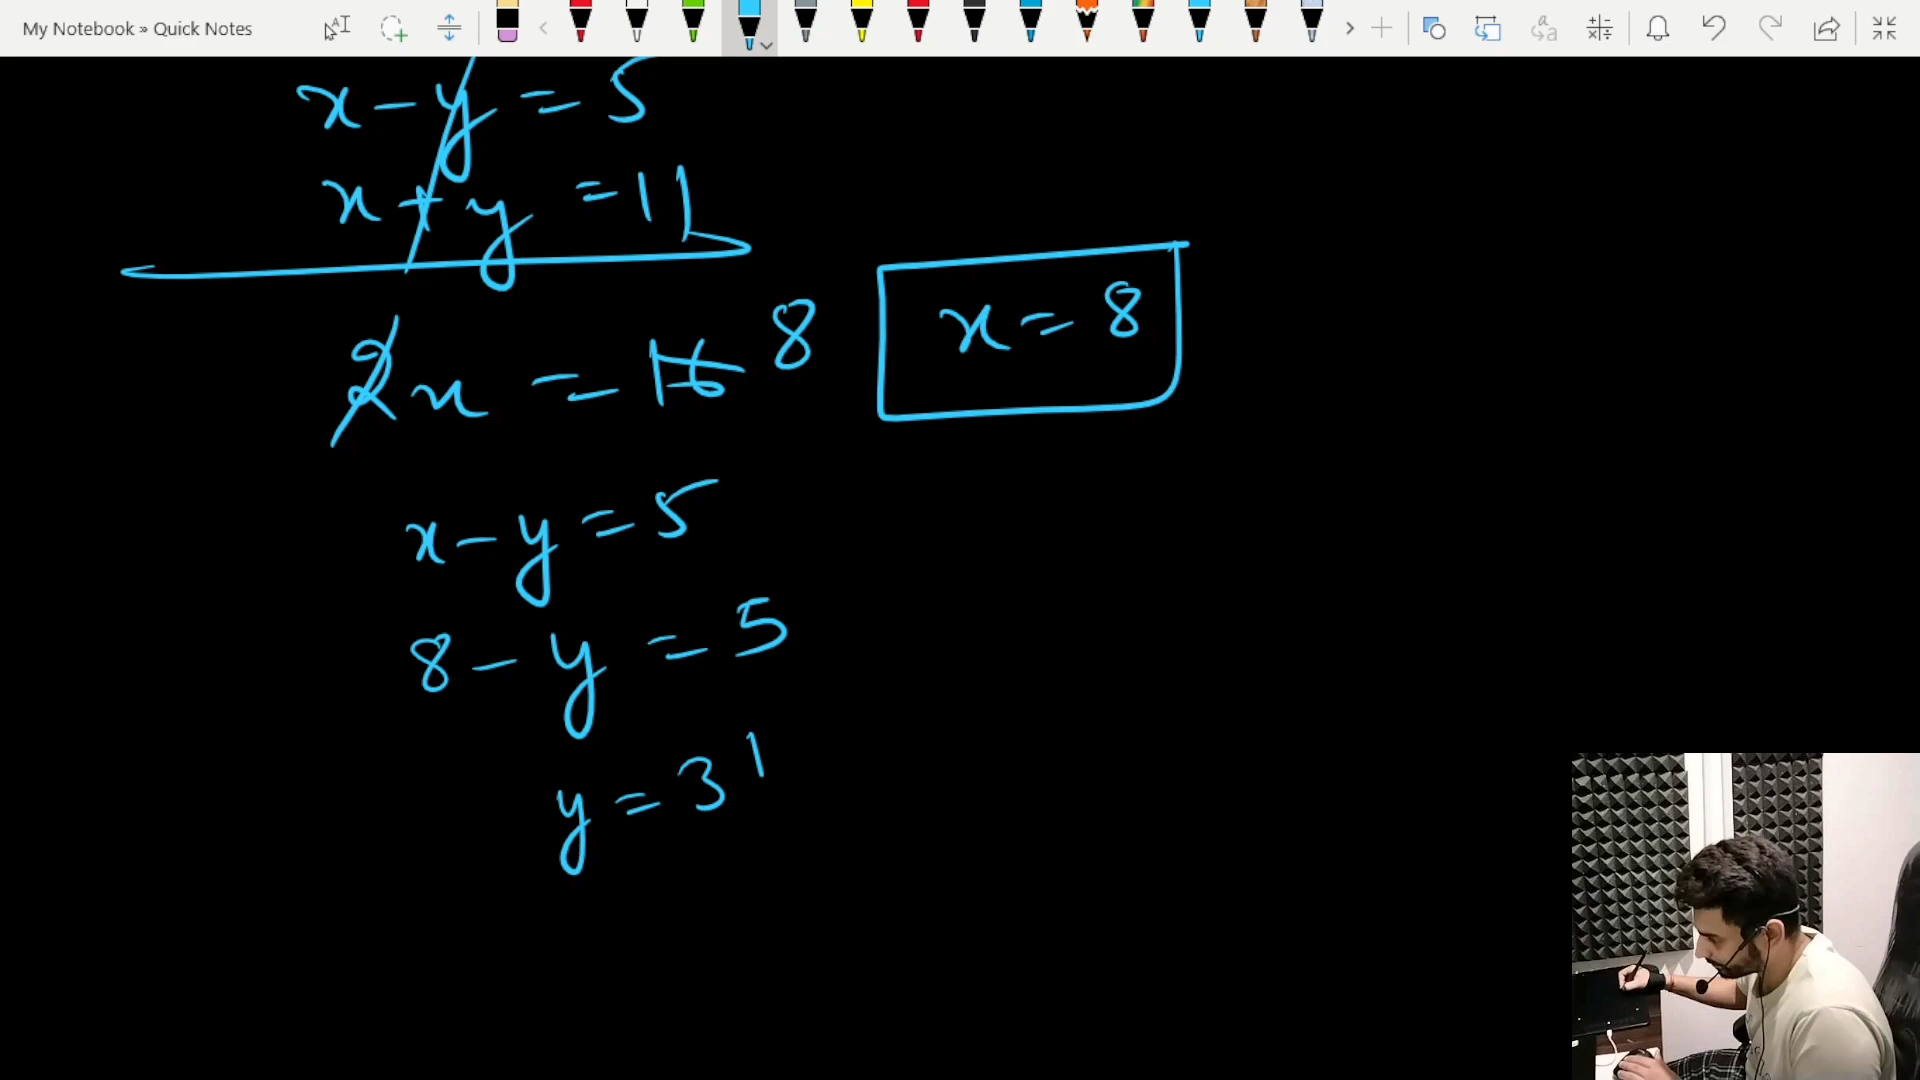 My Notebook » Quick Notes
x - y = 5
x + y = 11
2x = 16 8
x = 8
x - y = 5
8 - y = 5
y = 3